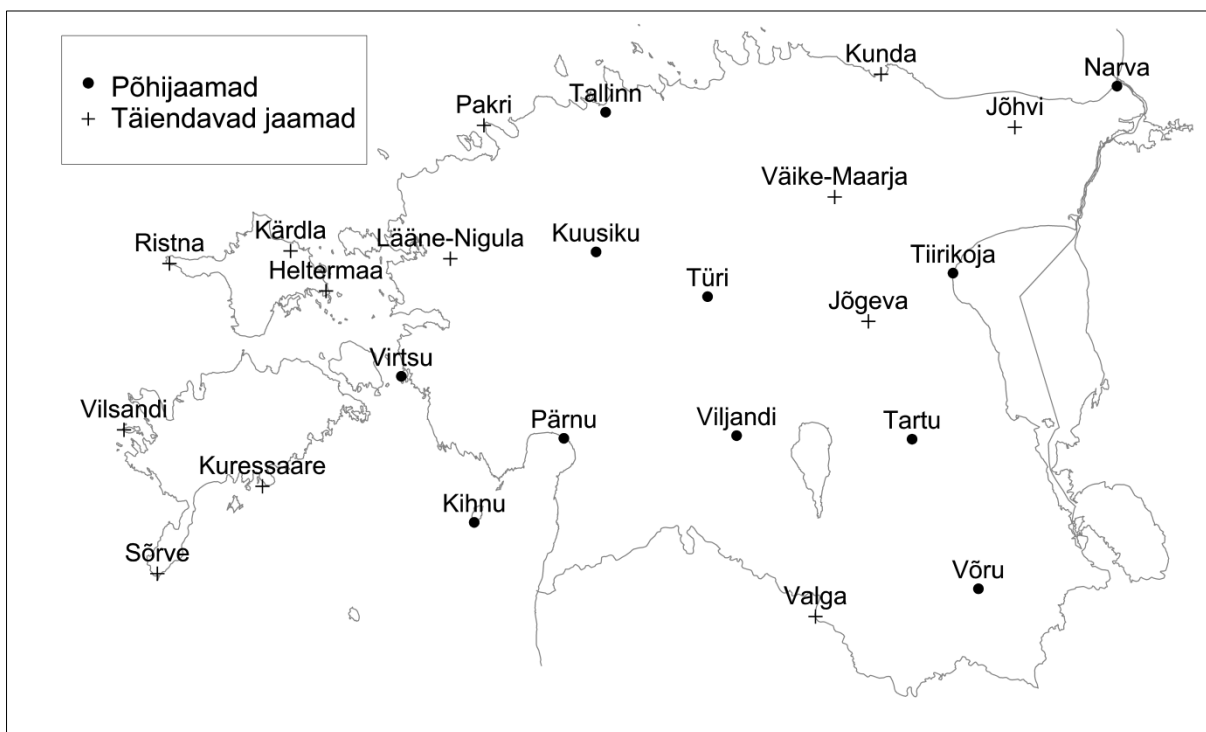 Põhijaamad
Täiendavad jaamad
Kunda
Narva
Tallinn
Pakri
Jõhvi
Väike-Maarja
Kärdla
Lääne-Nigula
Kuusiku
Ristna
Heltermaa
Türi
Tiirikoja
Jõgeva
Virtsu
Vilsandi
Pärnu
Viljandi
Tartu
Kuressaare
Kihnu
Sõrve
Võru
Valga